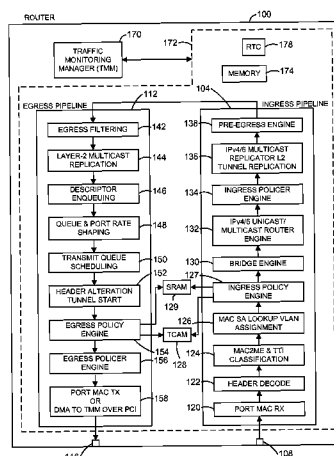 ROUTER
100
170
TRAFFIC
MONITORING
MANAGER (TMM)
172
RTC
178
MEMORY
174
112
104
EGRESS PIPELINE
INGRESS PIPELINE
EGRESS FILTERING
142
LAYER-2 MULTICAST
REPLICATION
144
DESCRIPTOR
ENQUEUING
146
QUEUE & PORT RATE
SHAPING
148
TRANSMIT QUEUE
SCHEDULING
150
152
HEADER ALTERATION
TUNNEL START
EGRESS POLICY
ENGINE
154
EGRESS POLICER
ENGINE
156
PORT MAC TX
OR
DMA TO TMM OVER PCI
158
SRAM
129
TCAM
128
138
PRE-EGRESS ENGINE
IPv4/6 MULTICAST
REPLICATOR L2
TUNNEL REPLICATION
136
134
INGRESS POLICER
ENGINE
132
IPv4/6 UNICAST/
MULTICAST ROUTER
ENGINE
130
BRIDGE ENGINE
127
INGRESS POLICY
ENGINE
126
MAC SA LOOKUP VLAN
ASSIGNMENT
124
MAC2ME & TTI
CLASSIFICATION
122
HEADER DECODE
120
PORT MAC RX
116
108